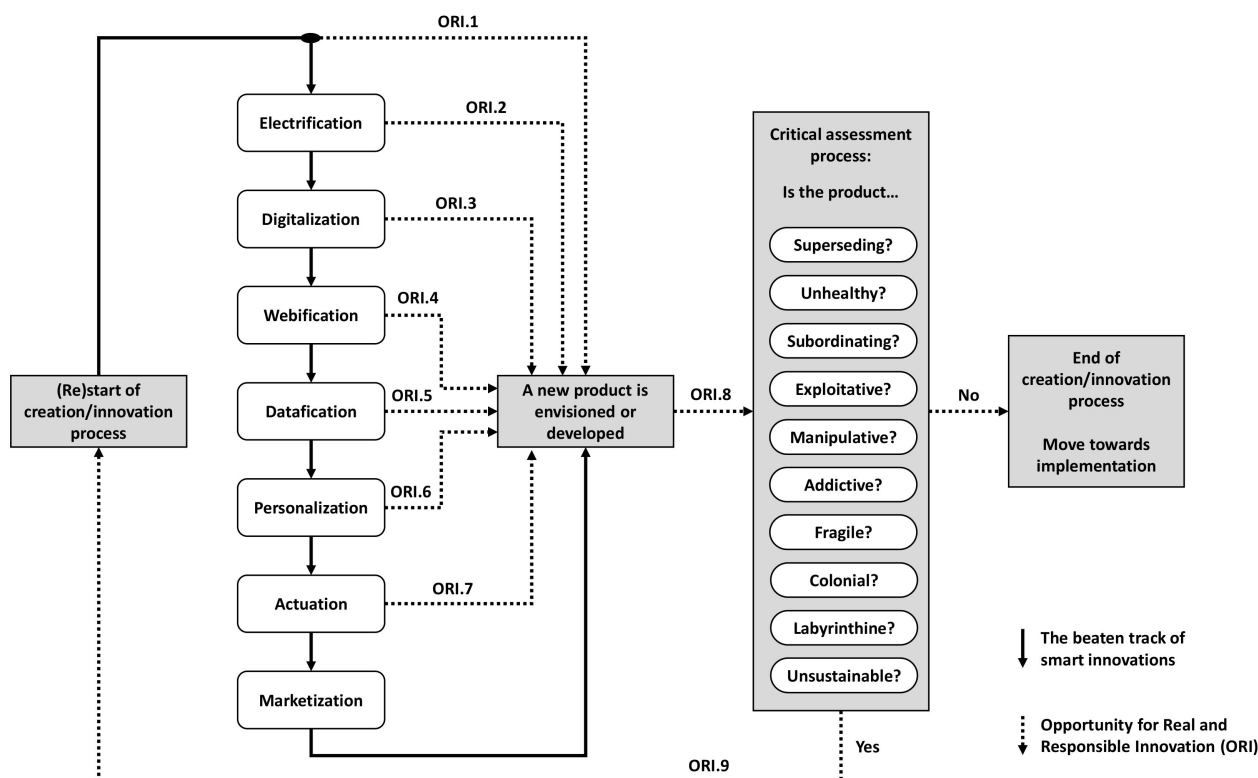 ORI.1
Electrification
ORI.2
Digitalization
ORI.3
Webification
ORI.4
(Re)start of
creation/innovation
process
Datafication
ORI.5
A new product is
envisioned or
developed
Personalization
ORI.6
Actuation
ORI.7
Marketization
ORI.8
Critical assessment
process:
Is the product…
Superseding?
Unhealthy?
Subordinating?
Exploitative?
Manipulative?
Addictive?
Fragile?
Colonial?
Labyrinthine?
Unsustainable?
No
End of
creation/innovation
process
Move towards
implementation
Yes
ORI.9
The beaten track of
smart innovations
Opportunity for Real and
Responsible Innovation (ORI)